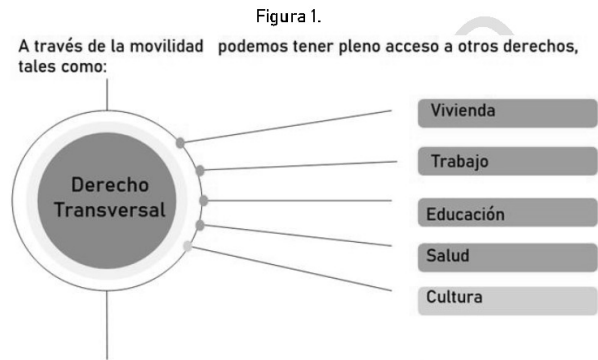 Figura 1.
A través de la movilidad podemos tener pleno acceso a otros derechos,
tales como:
Derecho
Transversal
Vivienda
Trabajo
Educación
Salud
Cultura